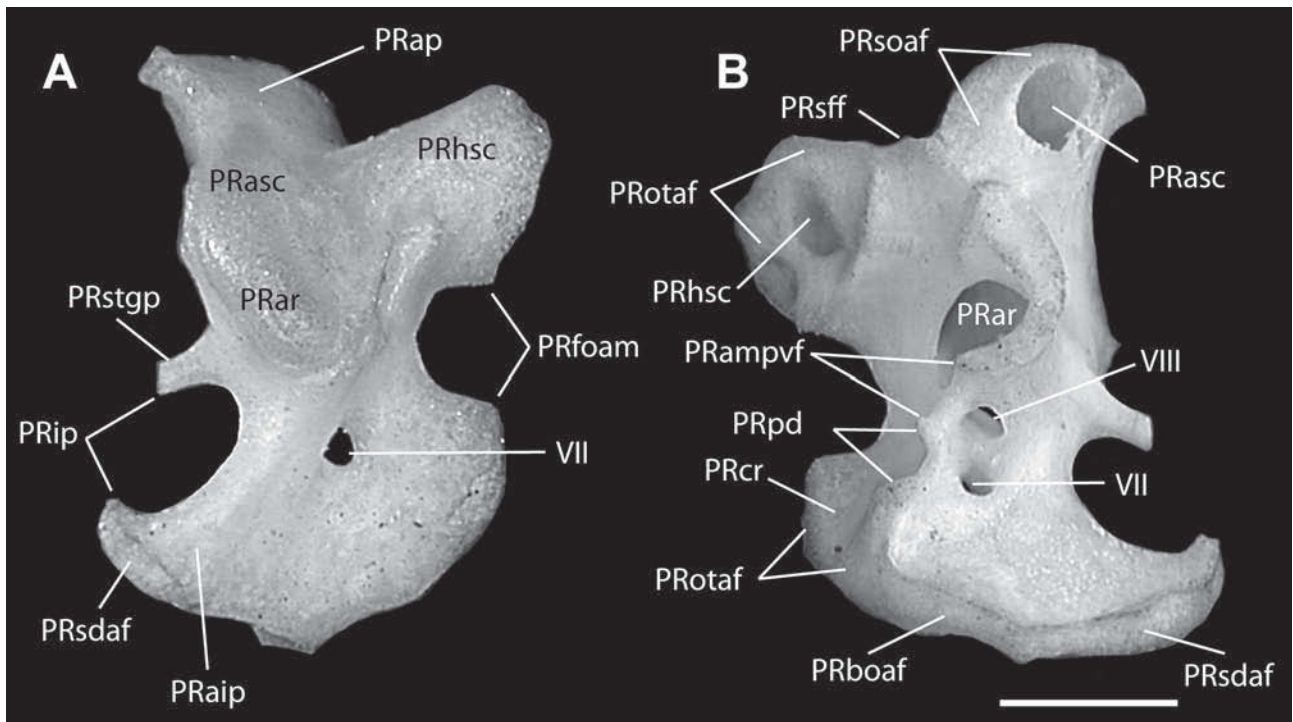 A
PRap
PRhsc
PRasc
PRar
PRstgp
PRfoam
PRip
VII
PRsdaf
PRaip
B
PRsoaf
PRsff
PRasc
PRotaf
PRhsc
PRar
PRampvf
VIII
PRpd
PRcr
VII
PRotaf
PRboaf
PRsdaf